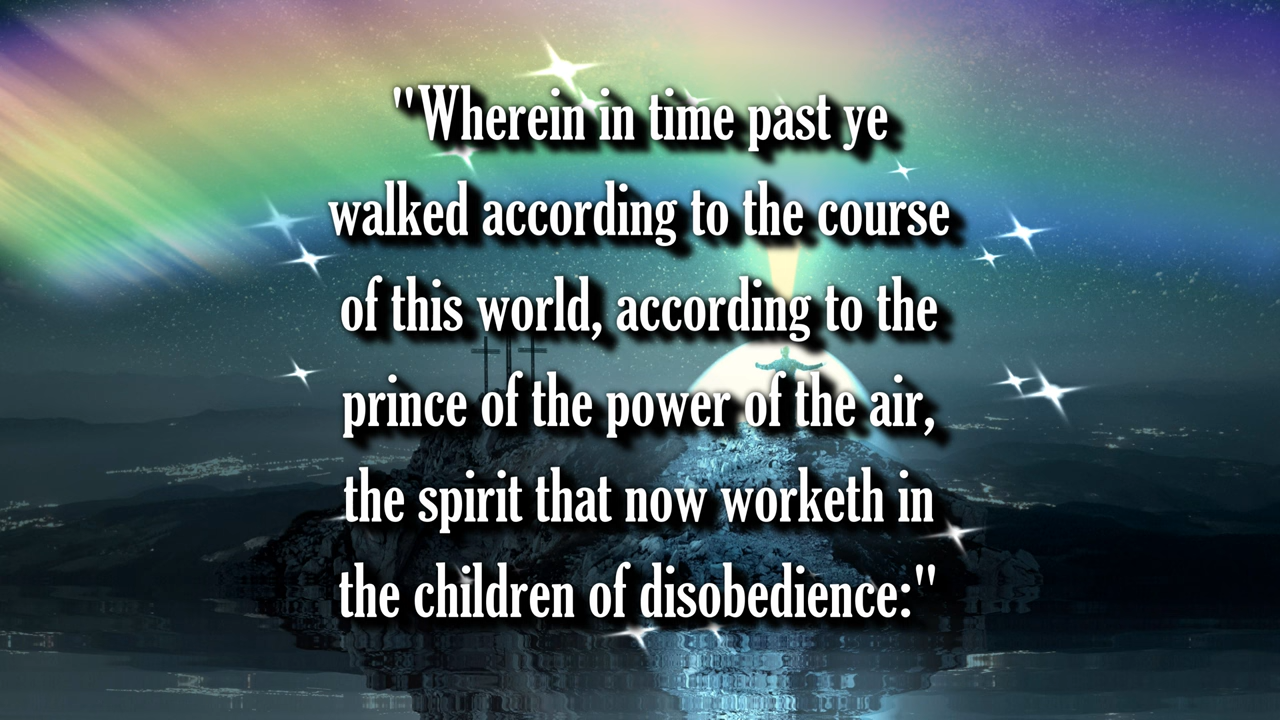 "Wherein in time past ye
walked according to the course
of this world, according to the
prince of the power of the air,
the spirit that now worketh in
the children of disobedience:"